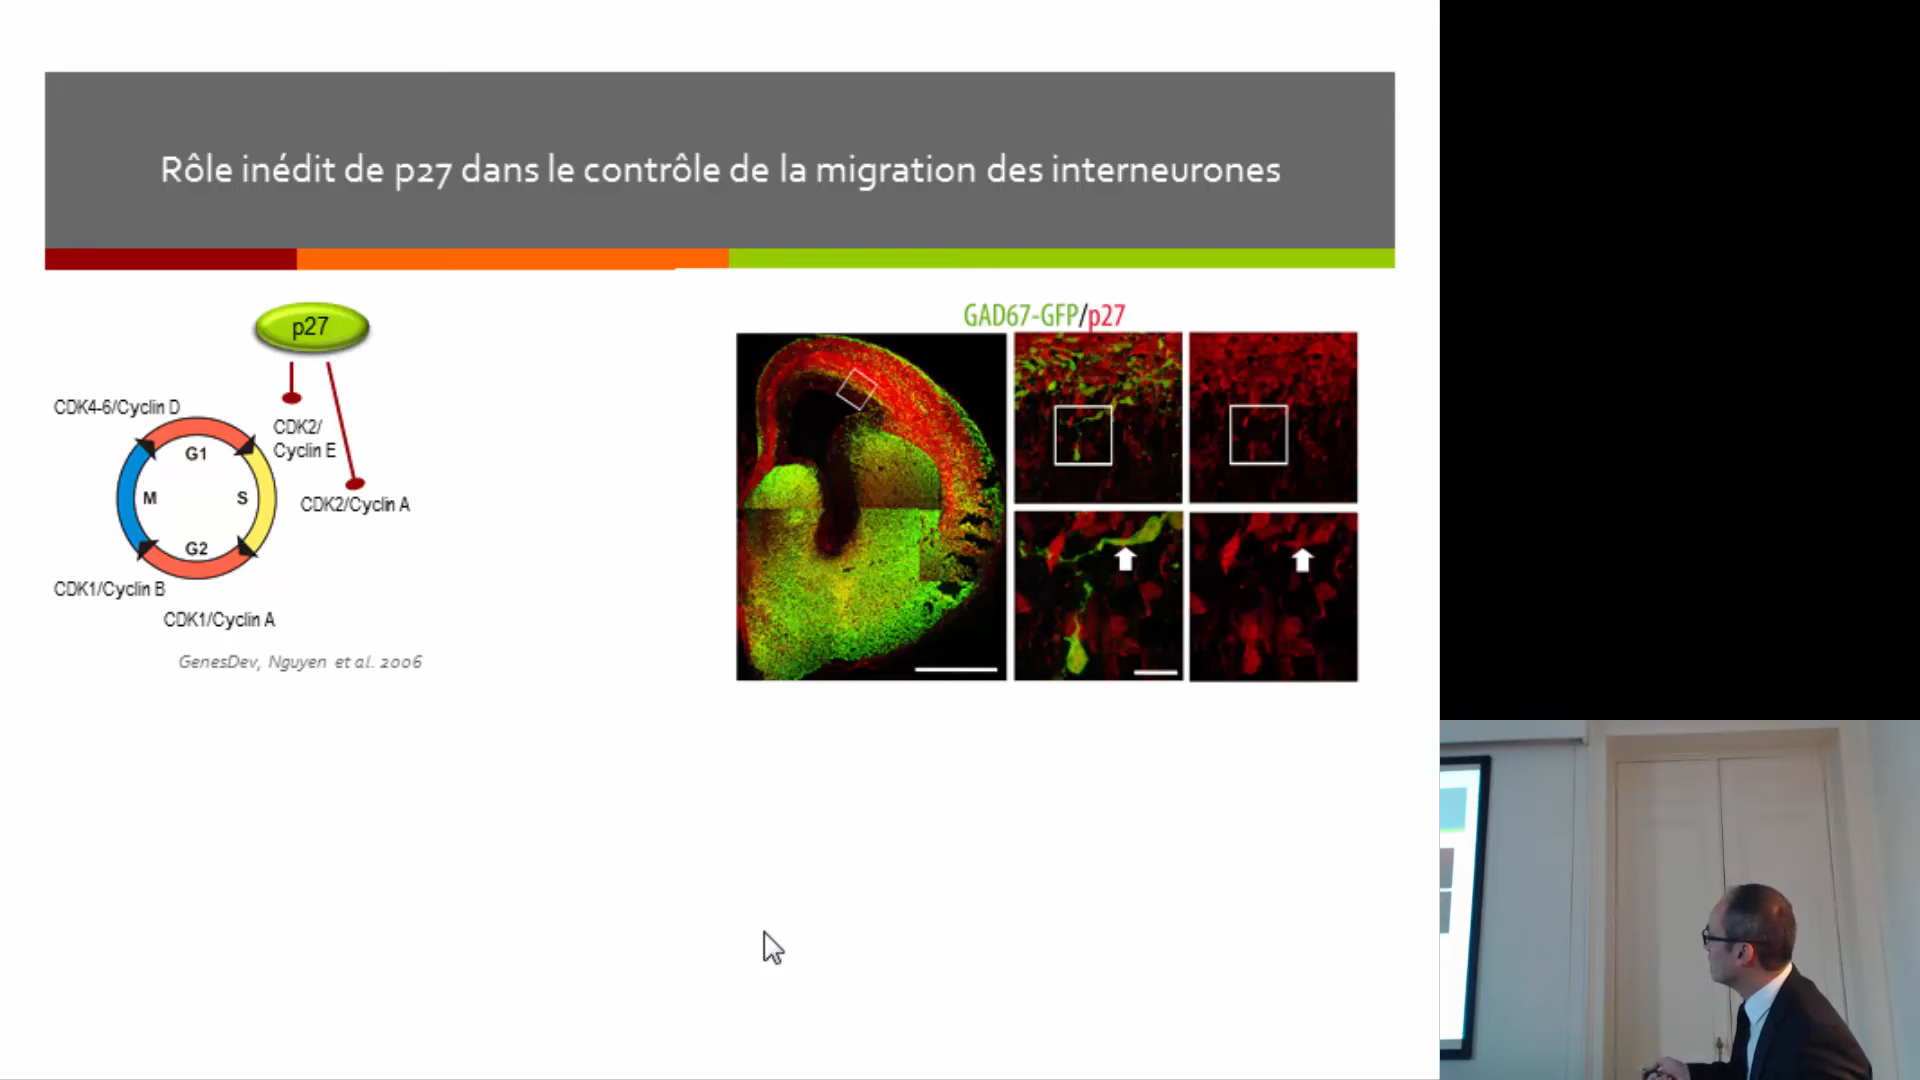 Rôle inédit de p27 dans le contrôle de la migration des interneurones
p27
CDK4-6/Cyclin D
CDK2/
Cyclin E
G1
M
S
CDK2/Cyclin A
G2
CDK1/Cyclin B
CDK1/Cyclin A
GenesDev, Nguyen et al. 2006
GAD67-GFP/p27